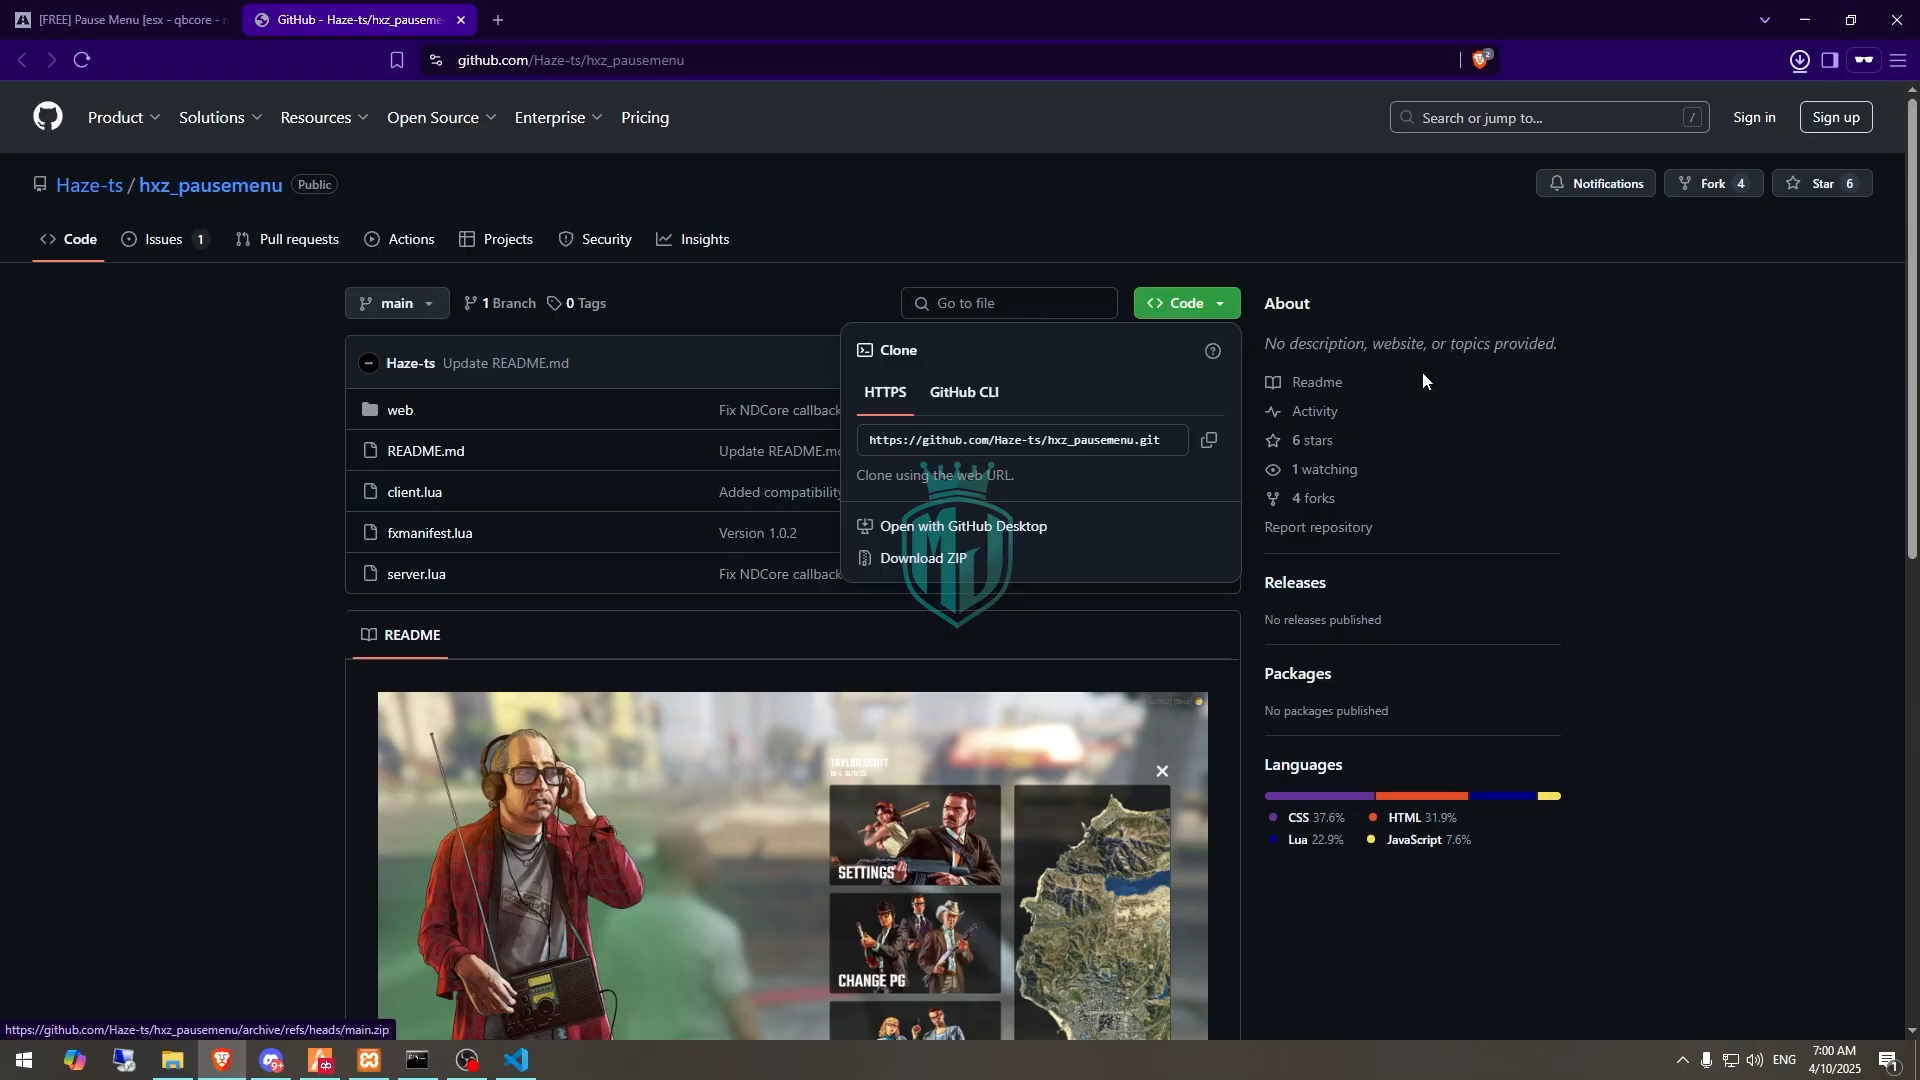 [FREE] Pause Menu [esx - qbcore - n
GitHub - Haze-ts/hxz_pauseme
github.com/Haze-ts/hxz_pausemenu
2
Product
Solutions
Resources
Open Source
Enterprise
Pricing
Search or jump to...
/
Sign in
Sign up
Haze-ts / hxz_pausemenu
Public
Notifications
Fork 4
Star 6
Code
Issues 1
Pull requests
Actions
Projects
Security
Insights
main
1 Branch
0 Tags
Go to file
Code
About
No description, website, or topics provided.
Readme
Activity
6 stars
1 watching
4 forks
Report repository
Haze-ts Update README.md
web
Fix NDCore callback
README.md
Update README.md
client.lua
Added compatibility
fxmanifest.lua
Version 1.0.2
server.lua
Fix NDCore callback
Clone
HTTPS
GitHub CLI
https://github.com/Haze-ts/hxz_pausemenu.git
Clone using the web URL.
Open with GitHub Desktop
Download ZIP
Releases
No releases published
Packages
No packages published
Languages
CSS 37.6%
HTML 31.9%
Lua 22.9%
JavaScript 7.6%
README
TAYLOR SCOTT
SETTINGS
CHANGE PG
https://github.com/Haze-ts/hxz_pausemenu/archive/refs/heads/main.zip
9+
ENG
7:00 AM
4/10/2025
1